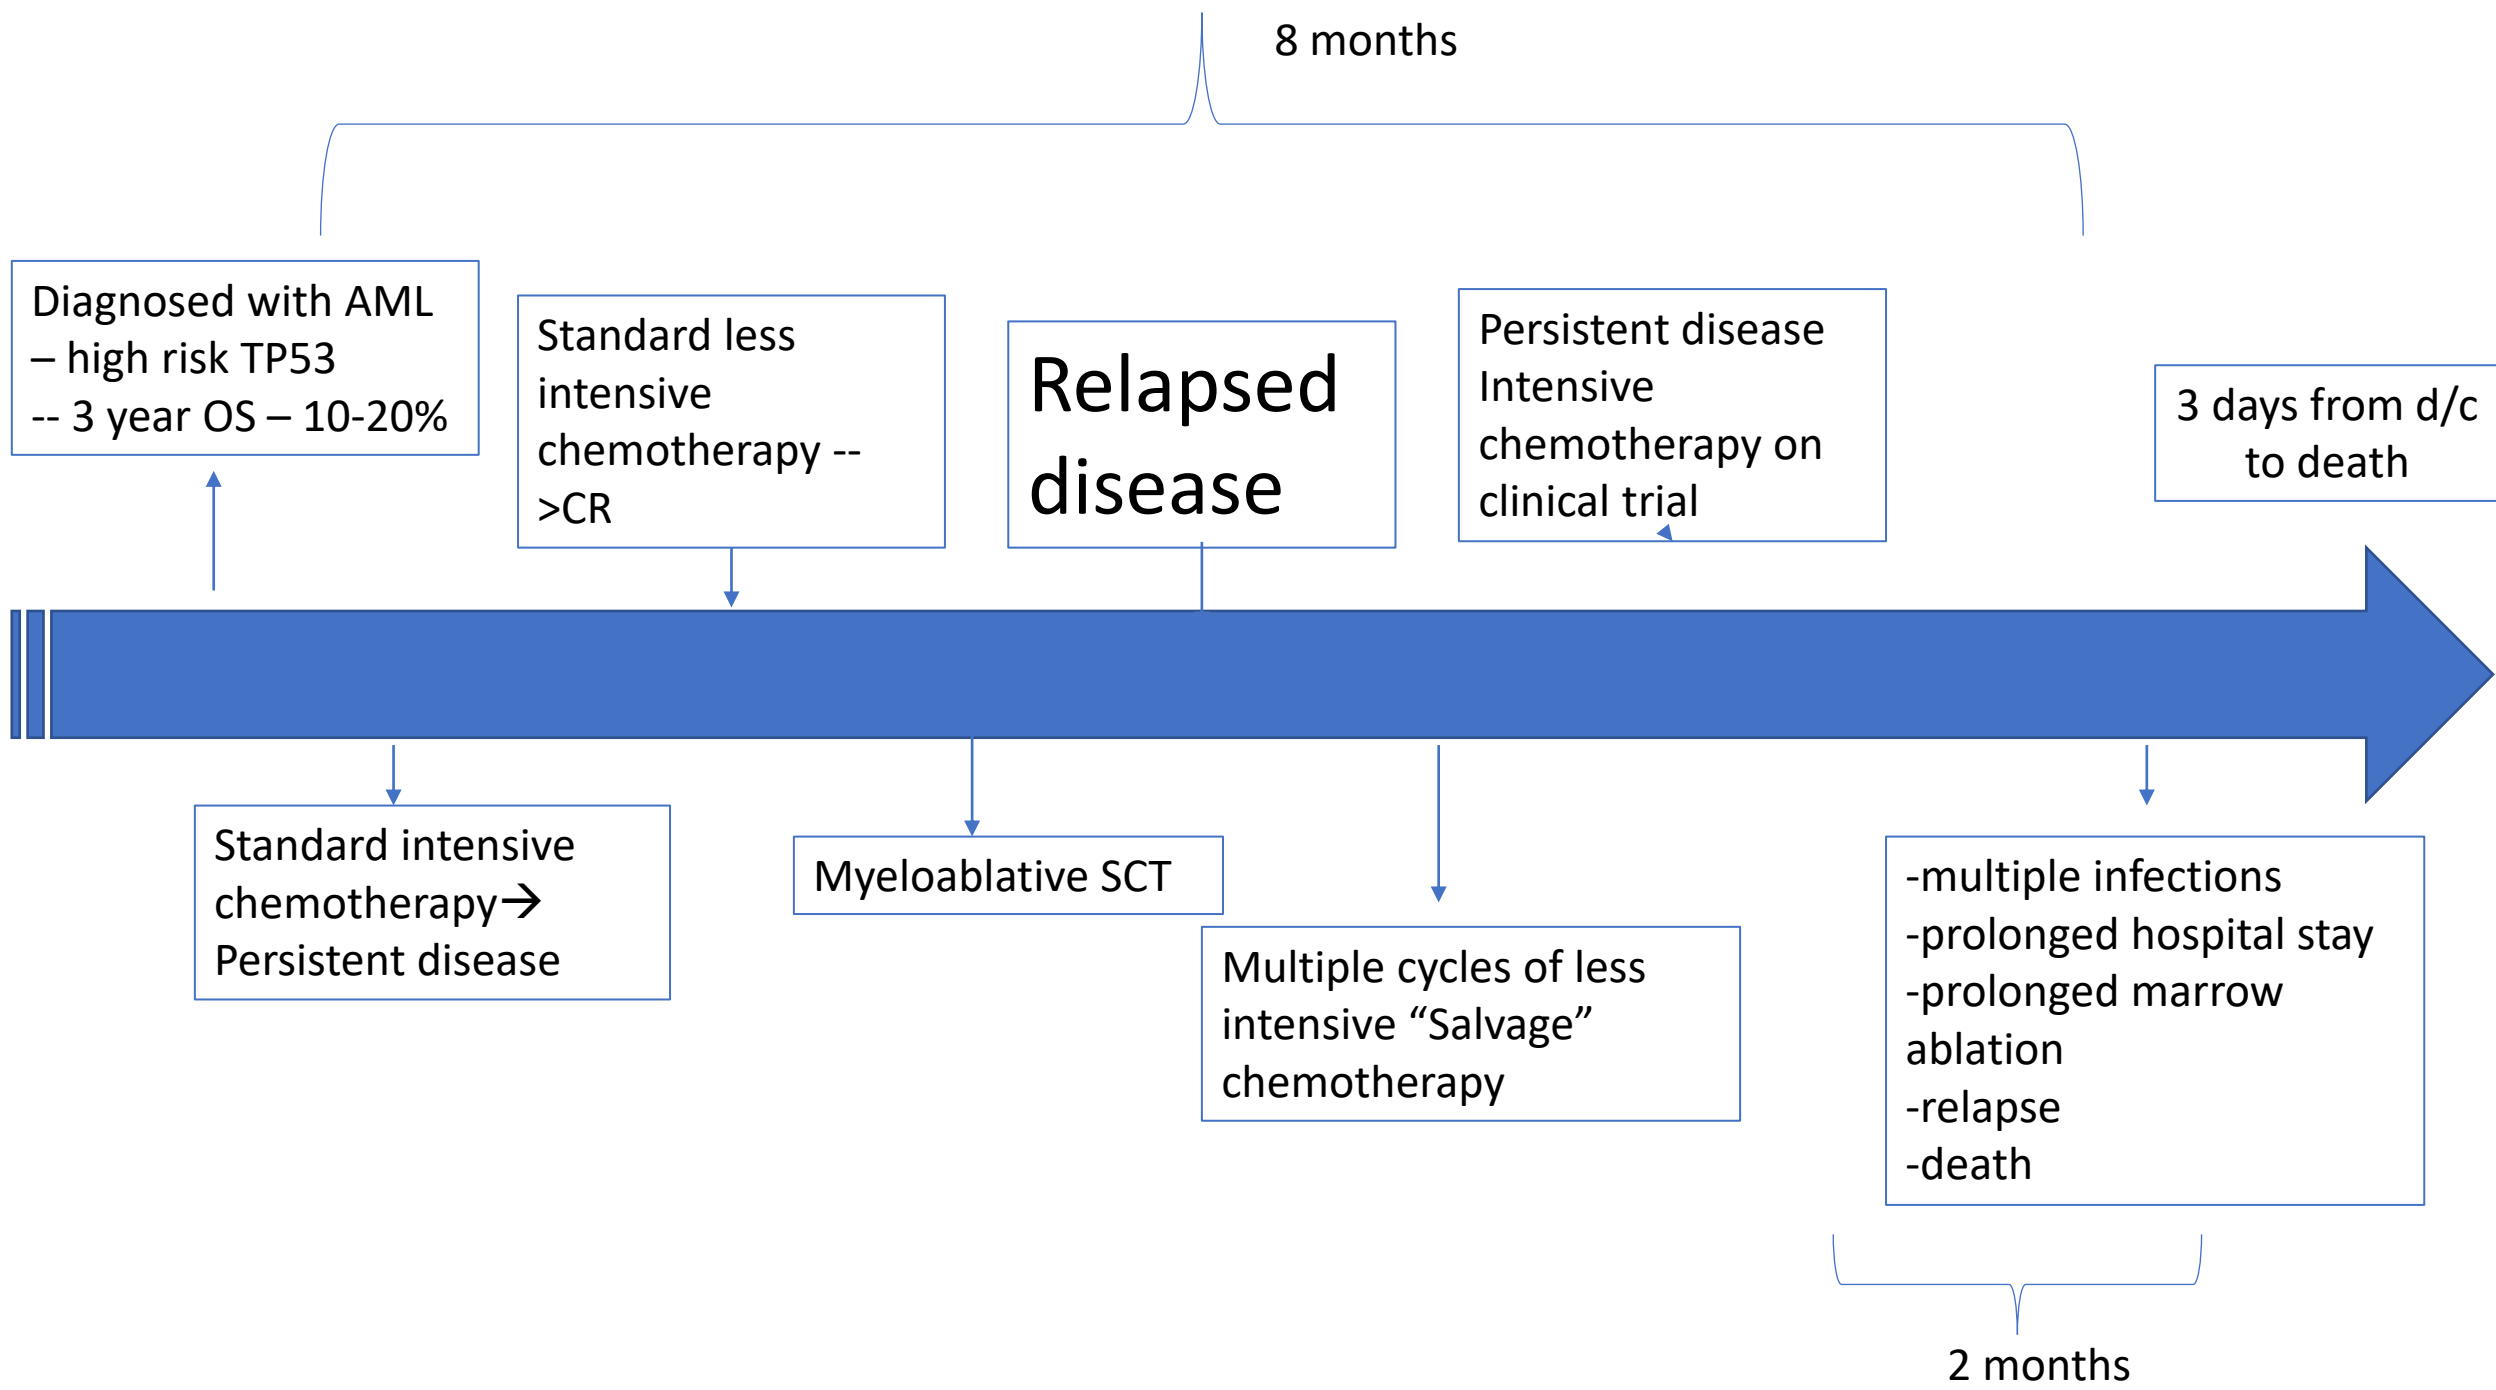 8 months
Diagnosed with AML
– high risk TP53
-- 3 year OS – 10-20%
Standard less
intensive
chemotherapy --
>CR
Relapsed
disease
Persistent disease
Intensive
chemotherapy on
clinical trial
3 days from d/c
to death
Standard intensive
chemotherapy→
Persistent disease
Myeloablative SCT
Multiple cycles of less
intensive “Salvage”
chemotherapy
-multiple infections
-prolonged hospital stay
-prolonged marrow
ablation
-relapse
-death
2 months